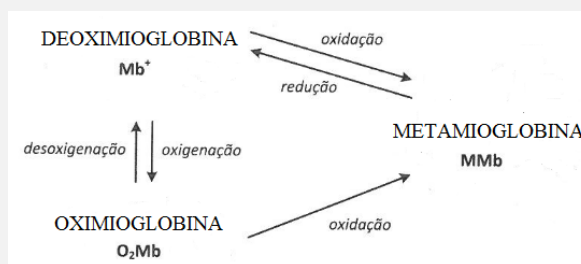 DEOXIMIOGLOBINA
Mb⁺
oxidação
redução
desoxigenação
oxigenação
METAMIOGLOBINA
MMb
OXIMIOGLOBINA
O₂Mb
oxidação